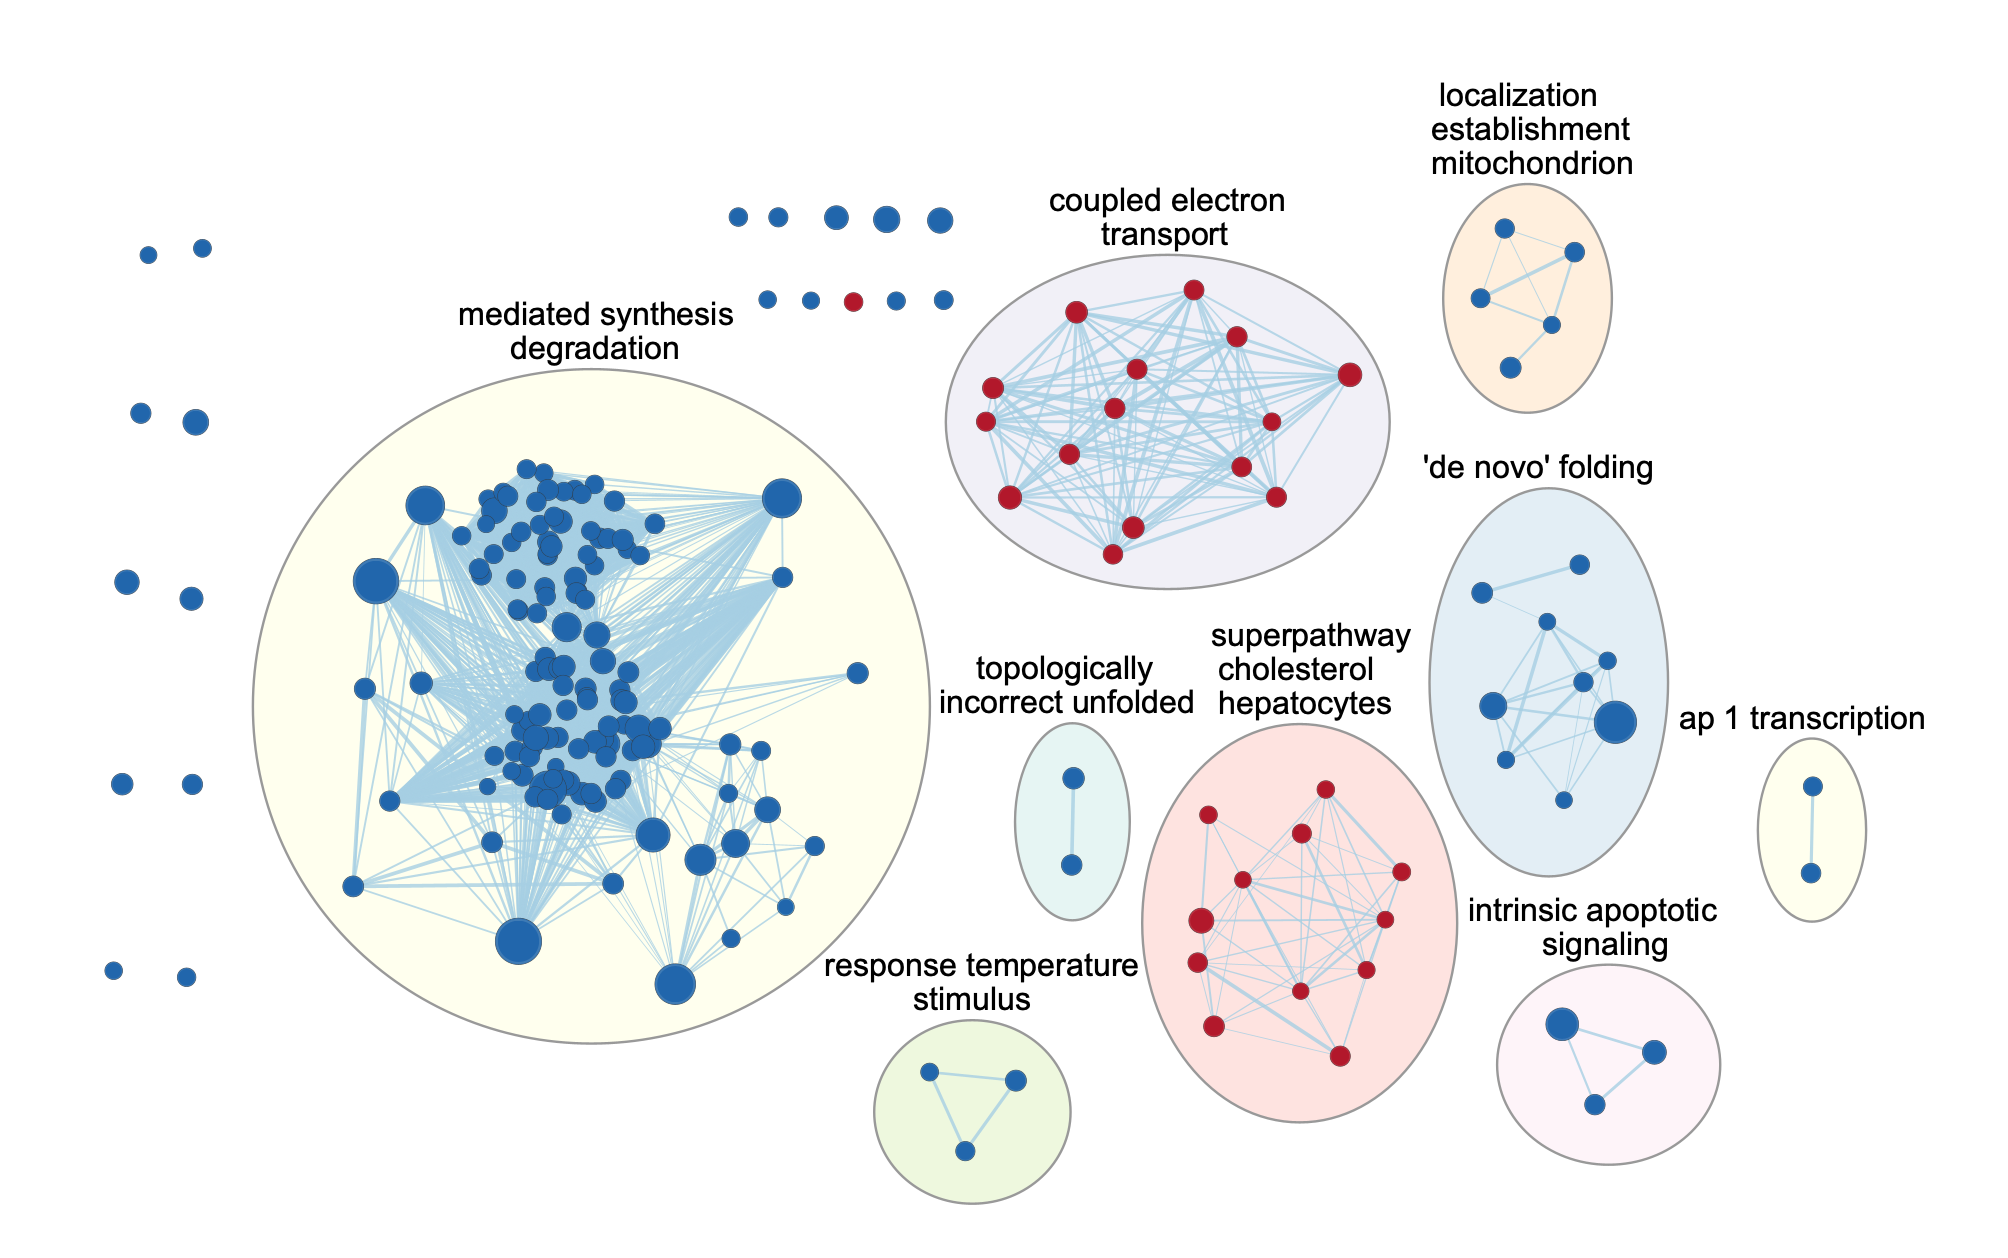 localization
establishment
mitochondrion
coupled electron
transport
mediated synthesis
degradation
'de novo' folding
superpathway
cholesterol
hepatocytes
topologically
incorrect unfolded
ap 1 transcription
intrinsic apoptotic
signaling
response temperature
stimulus